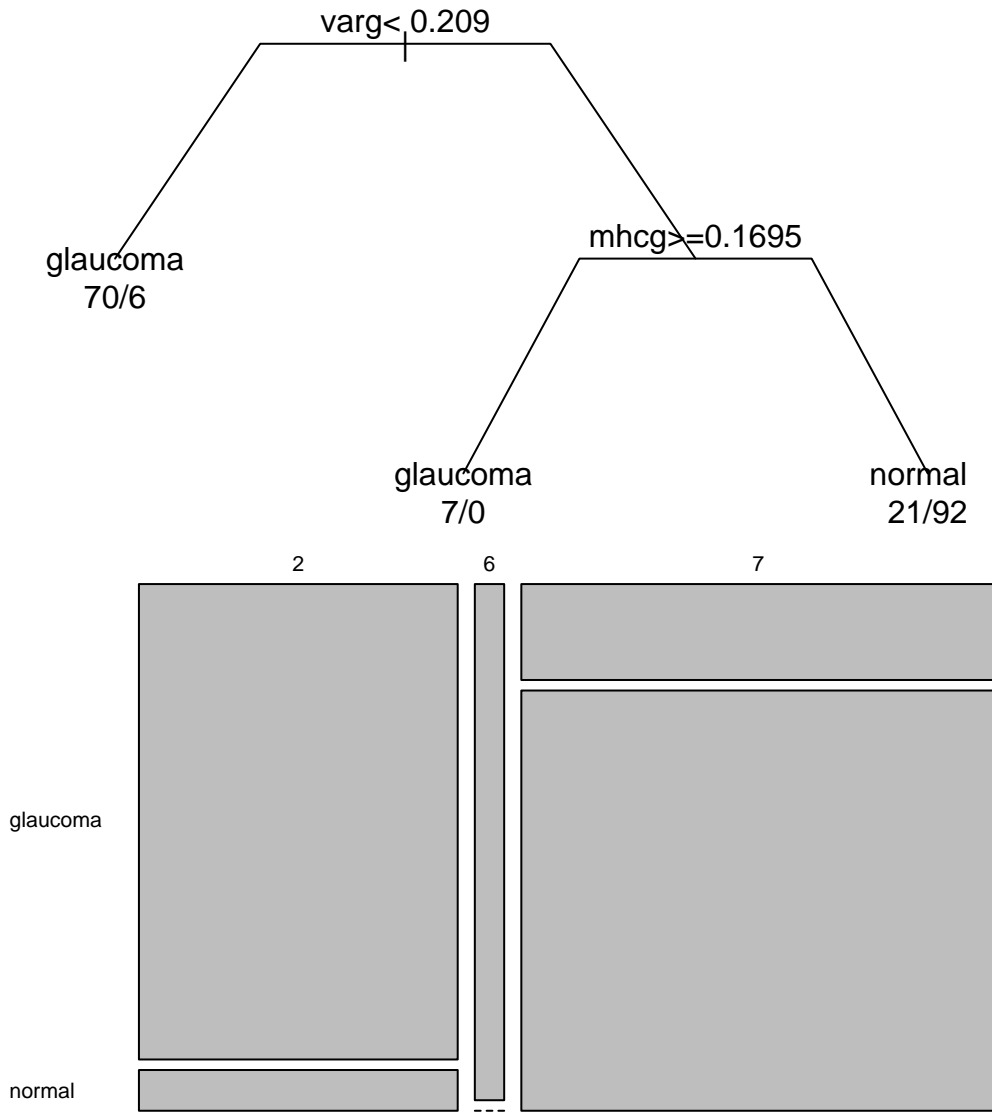 varg< 0.209
mhcg>=0.1695
glaucoma
70/6
glaucoma
7/0
normal
21/92
2
6
7
glaucoma
normal